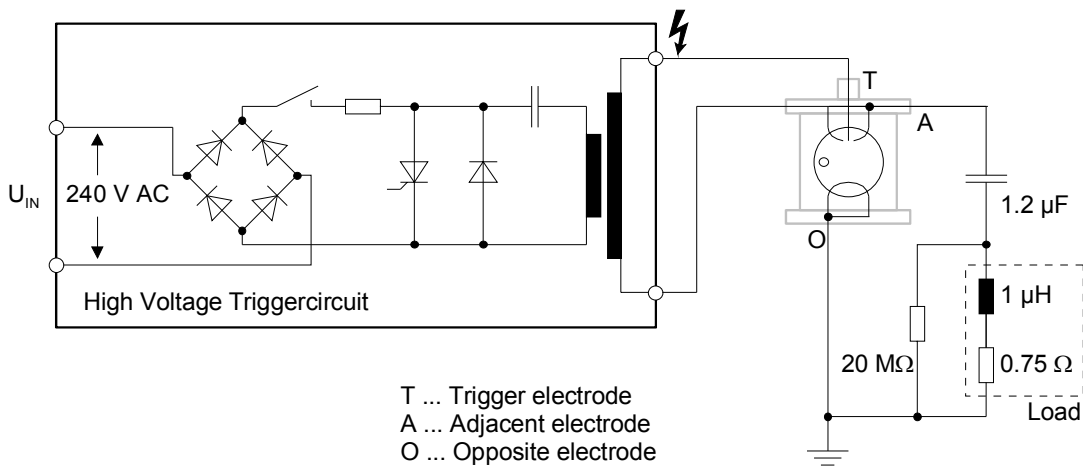 T
A
U_IN
240 V AC
1.2 µF
O
High Voltage Triggercircuit
1 µH
20 MΩ
0.75 Ω
Load
T ... Trigger electrode
A ... Adjacent electrode
O ... Opposite electrode